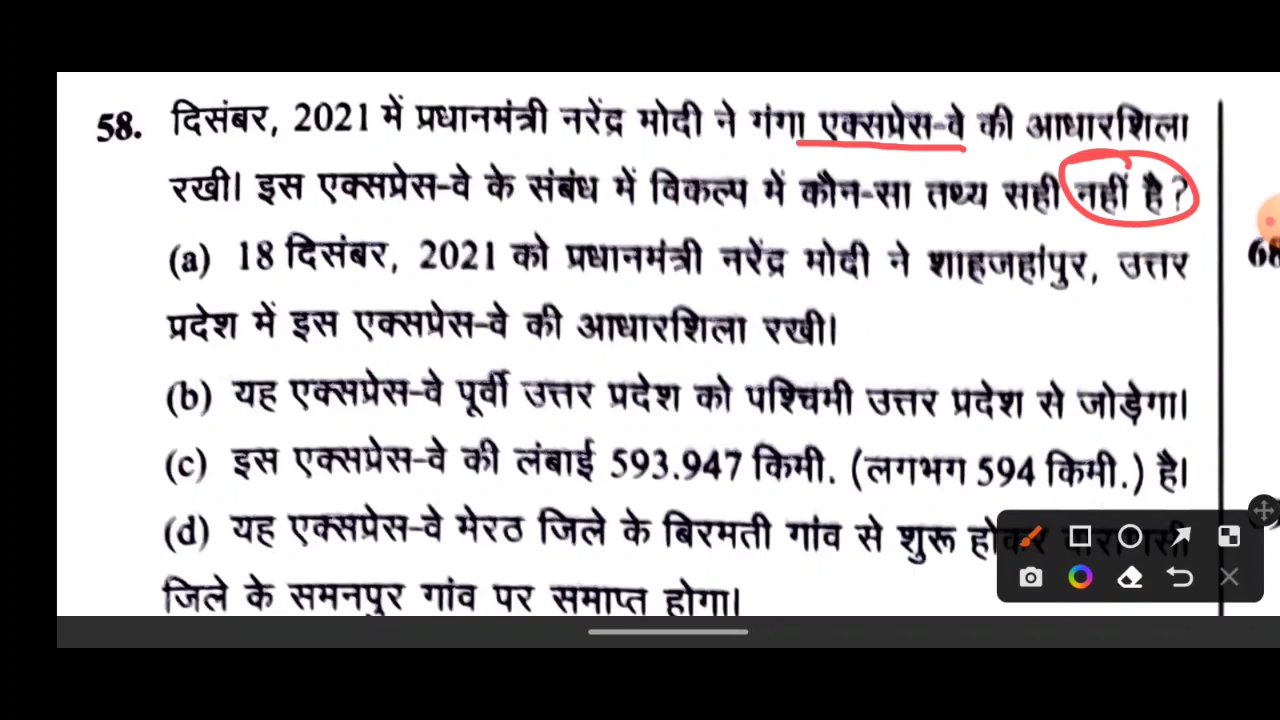 58. दिसंबर, 2021 में प्रधानमंत्री नरेंद्र मोदी ने गंगा एक्सप्रेस-वे की आधारशिला
रखी। इस एक्सप्रेस-वे के संबंध में विकल्प में कौन-सा तथ्य सही नहीं है?
(a) 18 दिसंबर, 2021 को प्रधानमंत्री नरेंद्र मोदी ने शाहजहांपुर, उत्तर
प्रदेश में इस एक्सप्रेस-वे की आधारशिला रखी।
(b) यह एक्सप्रेस-वे पूर्वी उत्तर प्रदेश को पश्चिमी उत्तर प्रदेश से जोड़ेगा।
(c) इस एक्सप्रेस-वे की लंबाई 593.947 किमी. (लगभग 594 किमी.) है।
(d) यह एक्सप्रेस-वे मेरठ जिले के बिरमती गांव से शुरू होकर वाराणसी
जिले के समनपुर गांव पर समाप्त होगा।
68